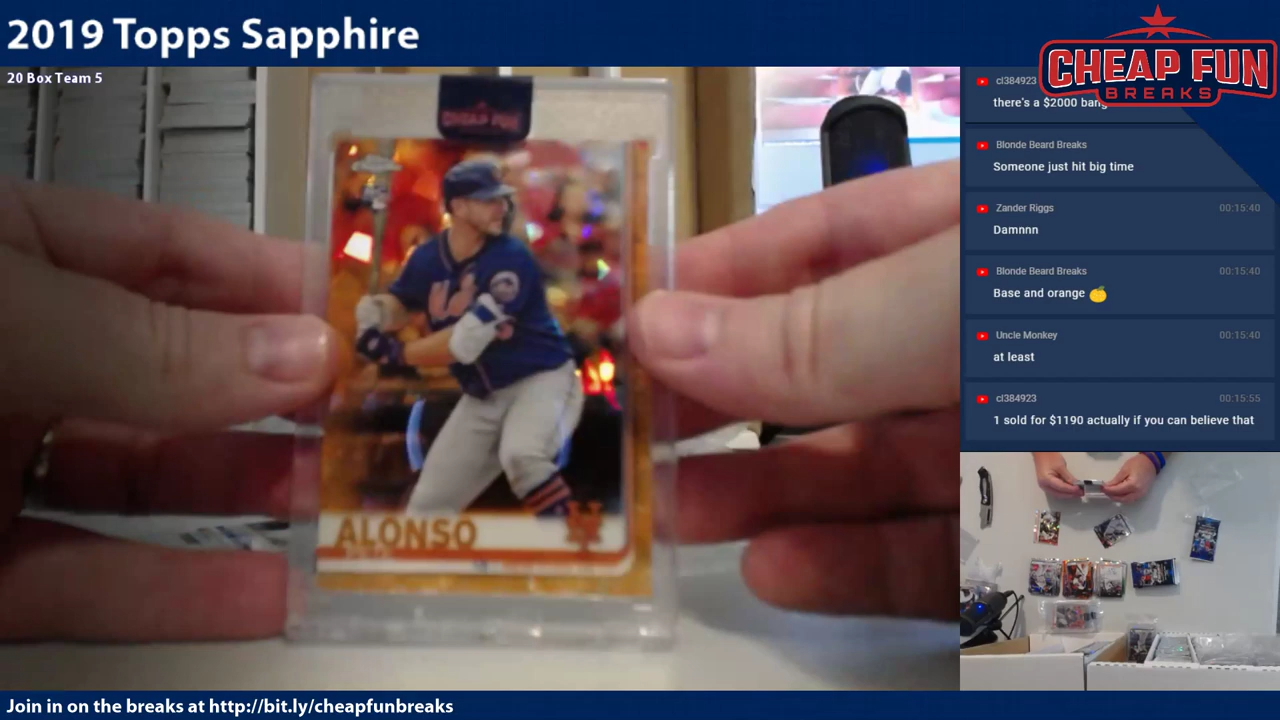 2019 Topps Sapphire
20 Box Team 5
CHEAP FUN
BREAKS
CHEAP FUN
ALONSO
cl384923
there's a $2000 bang
Blonde Beard Breaks
Someone just hit big time
Zander Riggs 00:15:40
Damnnn
Blonde Beard Breaks 00:15:40
Base and orange 🍊
Uncle Monkey 00:15:40
at least
cl384923 00:15:55
1 sold for $1190 actually if you can believe that
Join in on the breaks at http://bit.ly/cheapfunbreaks